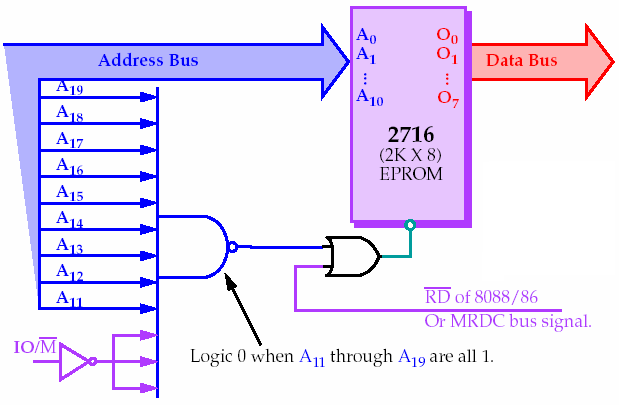 Address Bus
A0
A1
⋮
A10
O0
O1
⋮
O7
Data Bus
2716
(2K X 8)
EPROM
A19
A18
A17
A16
A15
A14
A13
A12
A11
IO/M̅
R̅D̅ of 8088/86
Or MRDC bus signal.
Logic 0 when A11 through A19 are all 1.